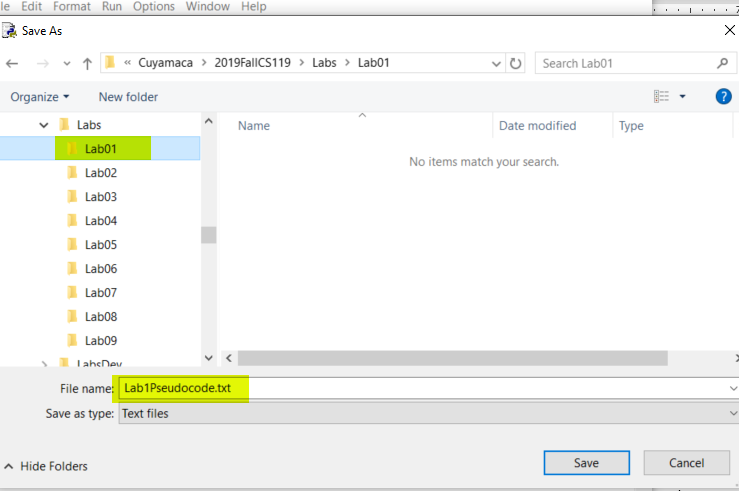 le Edit Format Run Options Window Help
Save As
« Cuyamaca > 2019FallCS119 > Labs > Lab01
Search Lab01
Organize
New folder
?
Labs
Name
Date modified
Type
Lab01
No items match your search.
Lab02
Lab03
Lab04
Lab05
Lab06
Lab07
Lab08
Lab09
LabsDev
File name: Lab1Pseudocode.txt
Save as type: Text files
Hide Folders
Save
Cancel